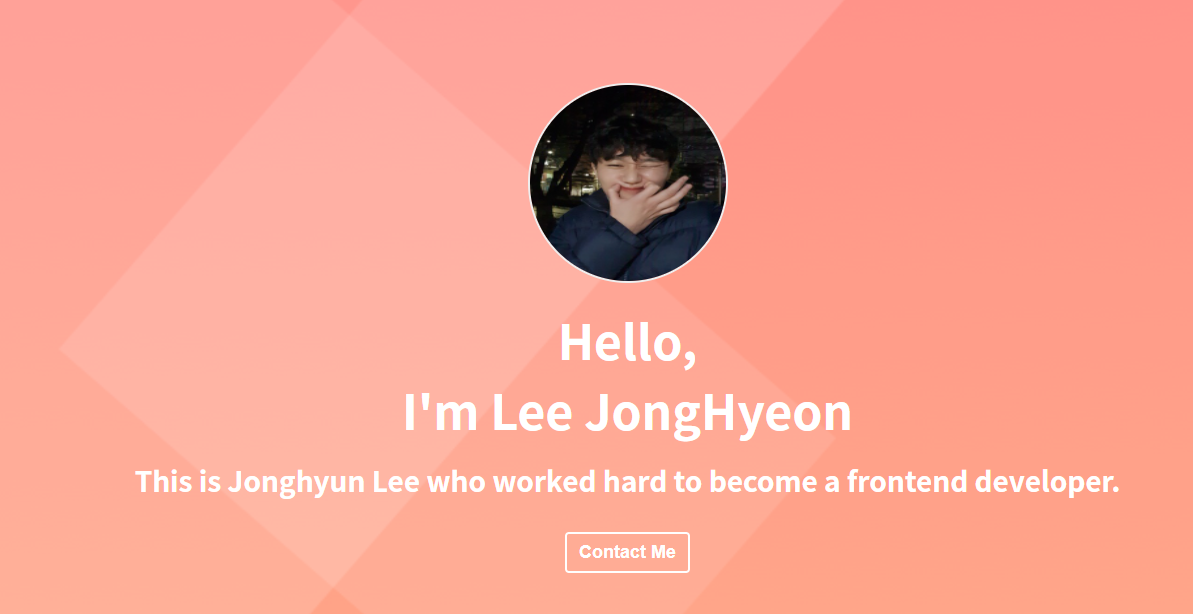 Hello,
I'm Lee JongHyeon
This is Jonghyun Lee who worked hard to become a frontend developer.
Contact Me